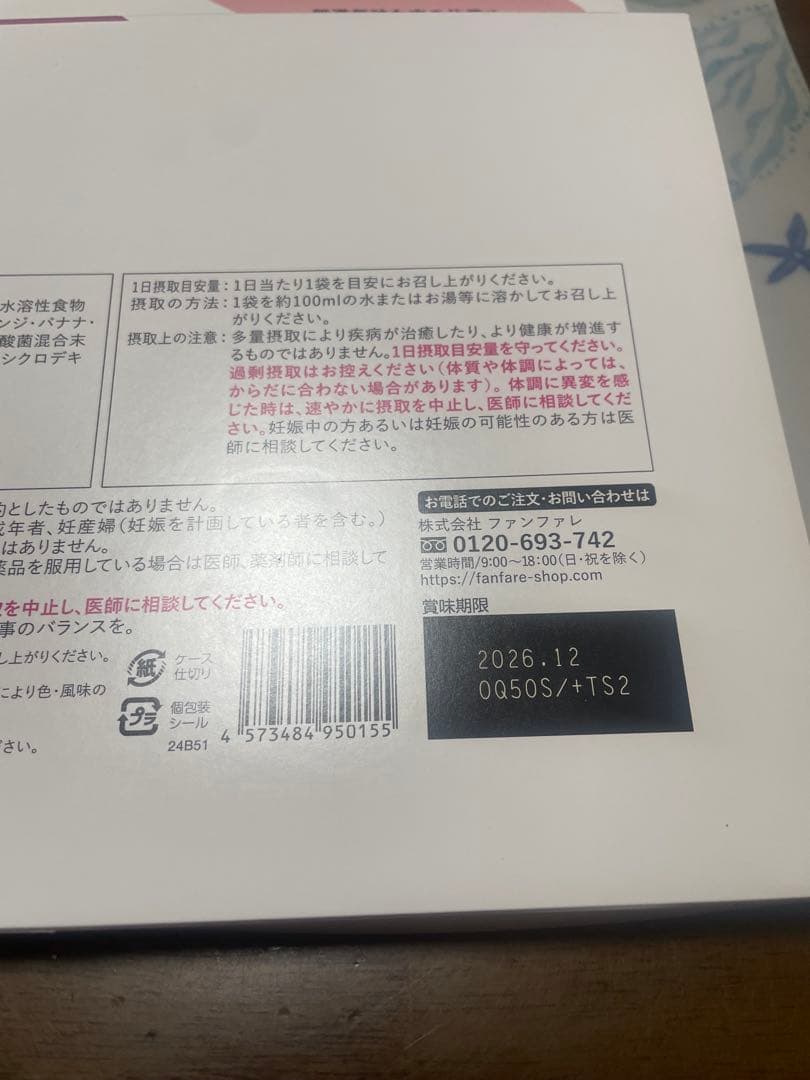 水溶性食物
ンジ・バナナ・
酸菌混合末
シクロデキ
1日摂取目安量：1日当たり1袋を目安にお召し上がりください。
摂取の方法：1袋を約100mlの水またはお湯等に溶かしてお召し上
がりください。
摂取上の注意：多量摂取により疾病が治癒したり、より健康が増進す
るものではありません。1日摂取目安量を守ってください。
過剰摂取はお控えください（体質や体調によっては、
からだに合わない場合があります）。体調に異変を感
じた時は、速やかに摂取を中止し、医師に相談してくだ
さい。妊娠中の方あるいは妊娠の可能性のある方は医
師に相談してください。
的としたものではありません。
成年者、妊産婦（妊娠を計画している者を含む。）
はありません。
薬品を服用している場合は医師、薬剤師に相談して
取を中止し、医師に相談してください。
事のバランスを。
し上がりください。
により色・風味の
ださい。
紙
ケース
仕切り
プラ
個包装
シール
24B51
4 573484 950155
お電話でのご注文・お問い合わせは
株式会社 ファンファレ
0120-693-742
営業時間/9:00〜18:00（日・祝を除く）
https://fanfare-shop.com
賞味期限
2026.12
0Q50S/+TS2